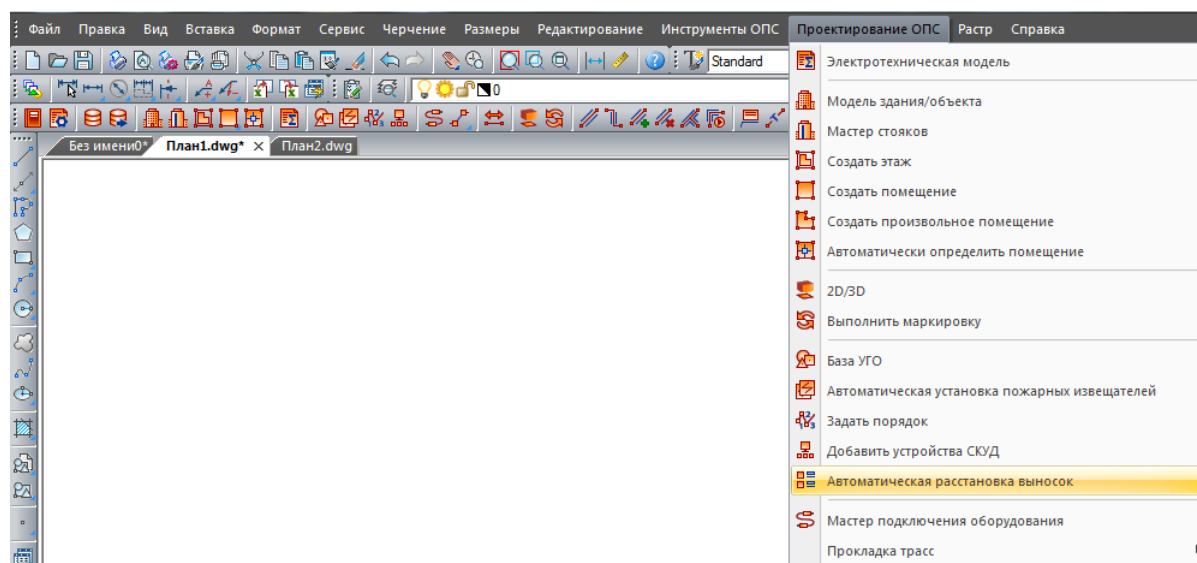 Файл Правка Вид Вставка Формат Сервис Черчение Размеры Редактирование Инструменты ОПС Проектирование ОПС Растр Справка
Standard
0
Без имени0* План1.dwg* План2.dwg
Электротехническая модель
Модель здания/объекта
Мастер стояков
Создать этаж
Создать помещение
Создать произвольное помещение
Автоматически определить помещение
2D/3D
Выполнить маркировку
База УГО
Автоматическая установка пожарных извещателей
Задать порядок
Добавить устройства СКУД
Автоматическая расстановка выносок
Мастер подключения оборудования
Прокладка трасс